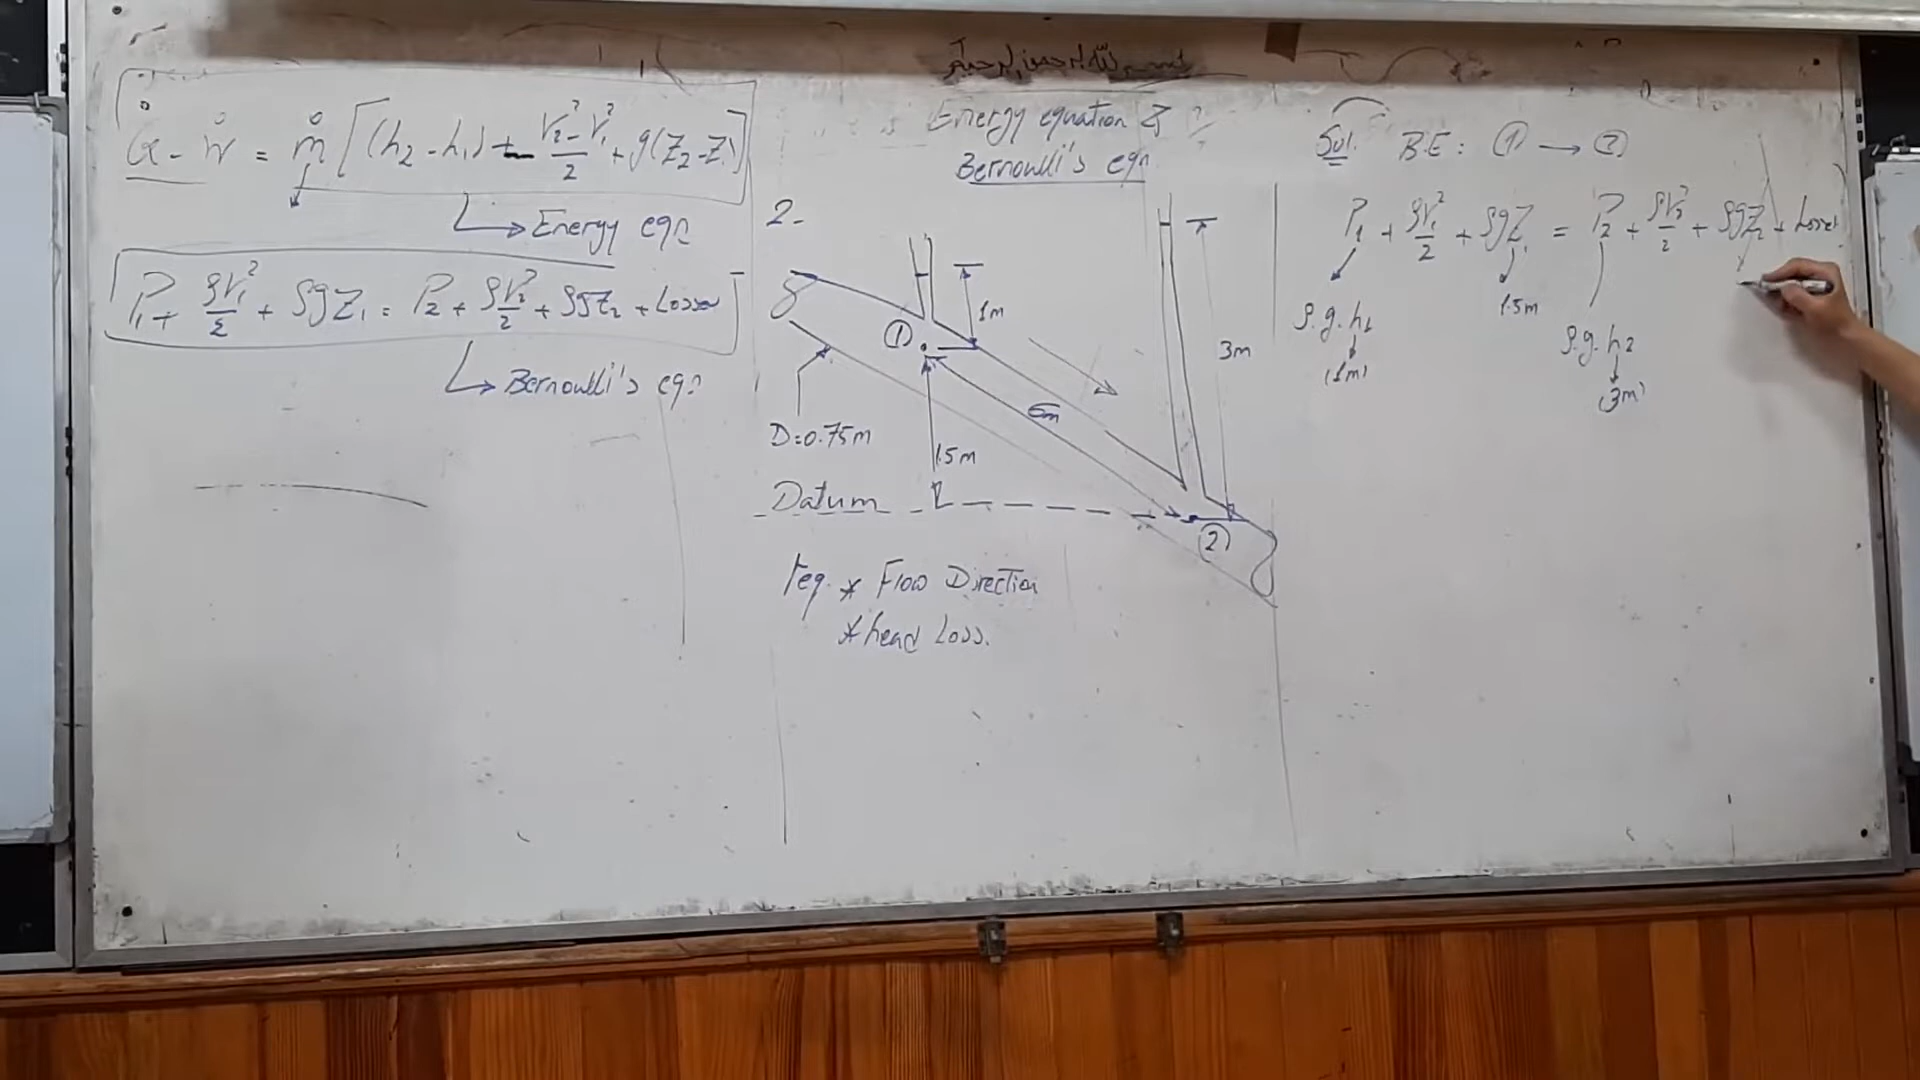 بسم الله الرحمن الرحيم
Energy equation &
Bernoulli's eqn
Q̇ - Ẇ = ṁ [(h₂ - h₁) + (V₂² - V₁²)/2 + g(Z₂ - Z₁)]
Energy eqn
P₁ + ρV₁²/2 + ρgZ₁ = P₂ + ρV₂²/2 + ρgZ₂ + Losses
Bernoulli's eqn
2-
①
1m
3m
6m
D=0.75m
1.5m
Datum
②
req. * Flow Direction
* head Loss.
Sol. B.E: ① → ②
P₁ + ρV₁²/2 + ρgZ₁ = P₂ + ρV₂²/2 + ρgZ₂ + Losses
ρ.g.h₁
(1m)
1.5m
ρ.g.h₂
(3m)